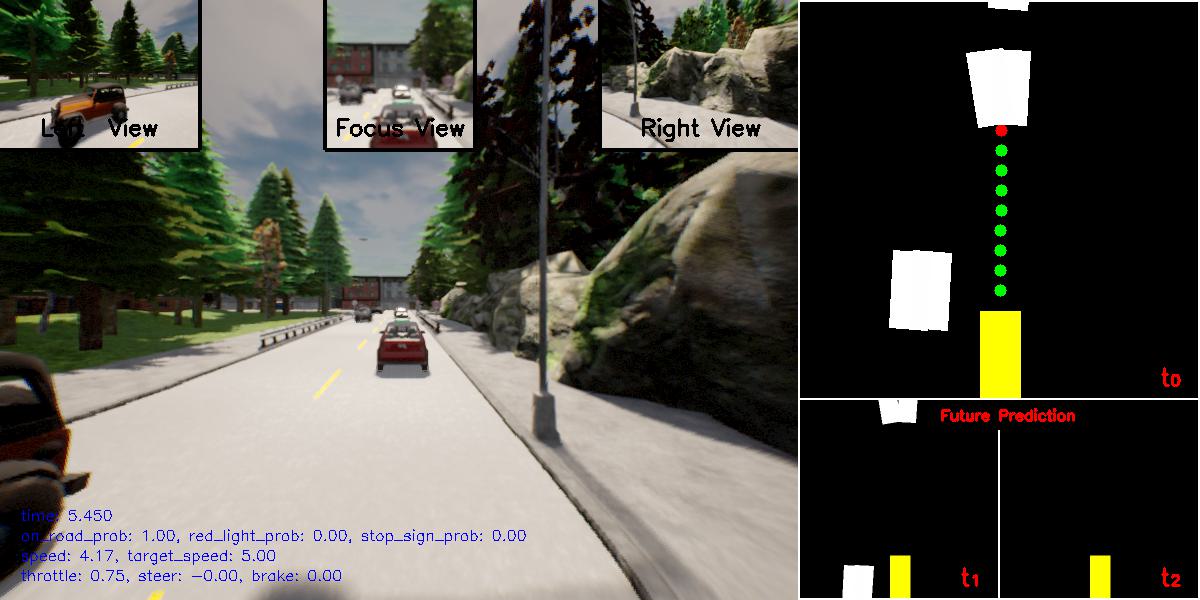 Left View
Focus View
Right View
time: 5.450
on_road_prob: 1.00, red_light_prob: 0.00, stop_sign_prob: 0.00
speed: 4.17, target_speed: 5.00
throttle: 0.75, steer: −0.00, brake: 0.00
t0
Future Prediction
t1
t2